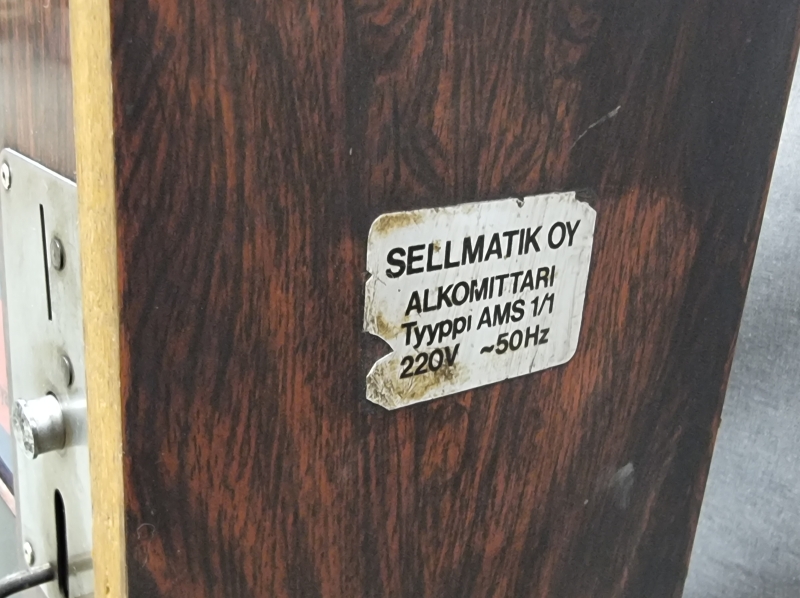 SELLMATIK OY
ALKOMITTARI
Tyyppi AMS 1/1
220V ~50Hz